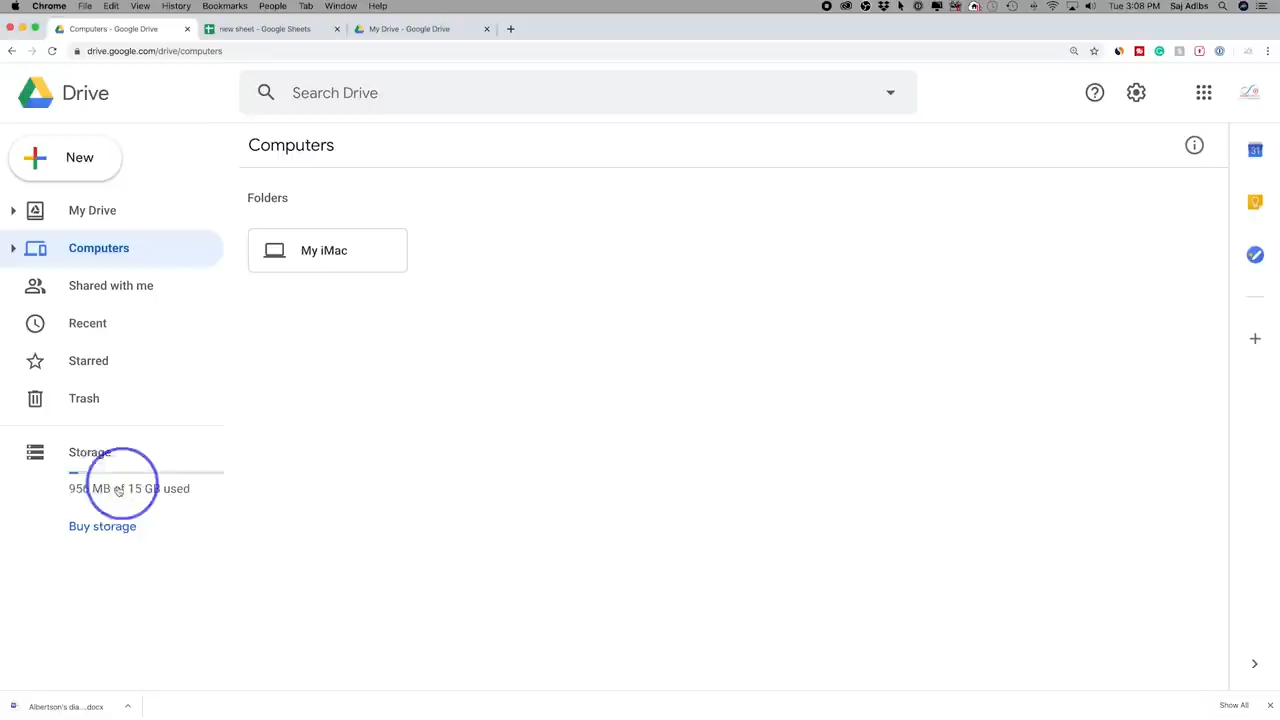 Chrome File Edit View History Bookmarks People Tab Window Help Tue 3:08 PM Saj Adibs
Computers - Google Drive new sheet - Google Sheets My Drive - Google Drive
drive.google.com/drive/computers
Drive
Search Drive
New
Computers
My Drive
Folders
Computers
My iMac
Shared with me
Recent
Starred
Trash
Storage
956 MB of 15 GB used
Buy storage
31
Albertson's dia....docx
Show All